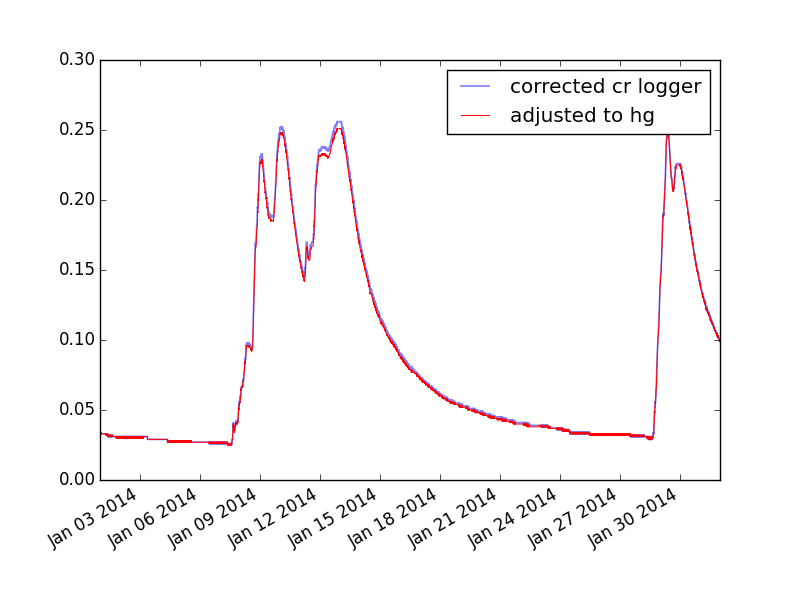 0.30
corrected cr logger
adjusted to hg
0.25
0.20
0.15
0.10
0.05
0.00
Jan 03 2014
Jan 06 2014
Jan 09 2014
Jan 12 2014
Jan 15 2014
Jan 18 2014
Jan 21 2014
Jan 24 2014
Jan 27 2014
Jan 30 2014